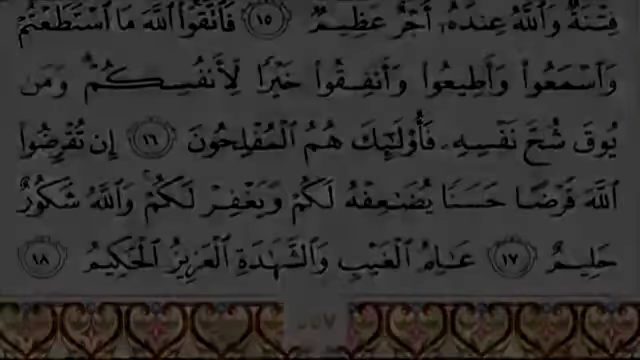 فِتْنَةٌ وَٱللَّهُ عِندَهُۥٓ أَجْرٌ عَظِيمٌ ١٥ فَٱتَّقُوا۟ ٱللَّهَ مَا ٱسْتَطَعْتُمْ
وَٱسْمَعُوا۟ وَأَطِيعُوا۟ وَأَنفِقُوا۟ خَيْرًا لِّأَنفُسِكُمْ ۗ وَمَن
يُوقَ شُحَّ نَفْسِهِۦ فَأُو۟لَٰٓئِكَ هُمُ ٱلْمُفْلِحُونَ ١٦ إِن تُقْرِضُوا۟
ٱللَّهَ قَرْضًا حَسَنًا يُضَٰعِفْهُ لَكُمْ وَيَغْفِرْ لَكُمْ ۚ وَٱللَّهُ شَكُورٌ
حَلِيمٌ ١٧ عَٰلِمُ ٱلْغَيْبِ وَٱلشَّهَٰدَةِ ٱلْعَزِيزُ ٱلْحَكِيمُ ١٨
٥٥٧